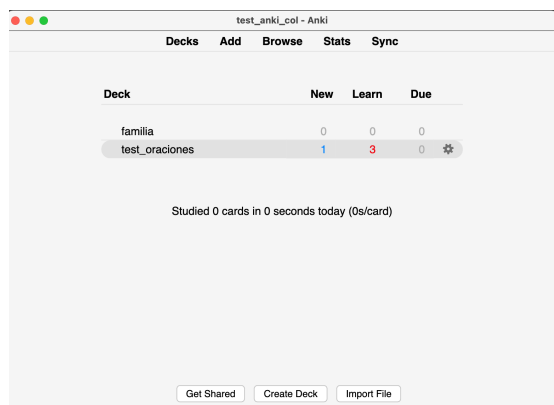 test_anki_col - Anki
Decks Add Browse Stats Sync
Deck New Learn Due
familia 0 0 0
test_oraciones 1 3 0
Studied 0 cards in 0 seconds today (0s/card)
Get Shared Create Deck Import File